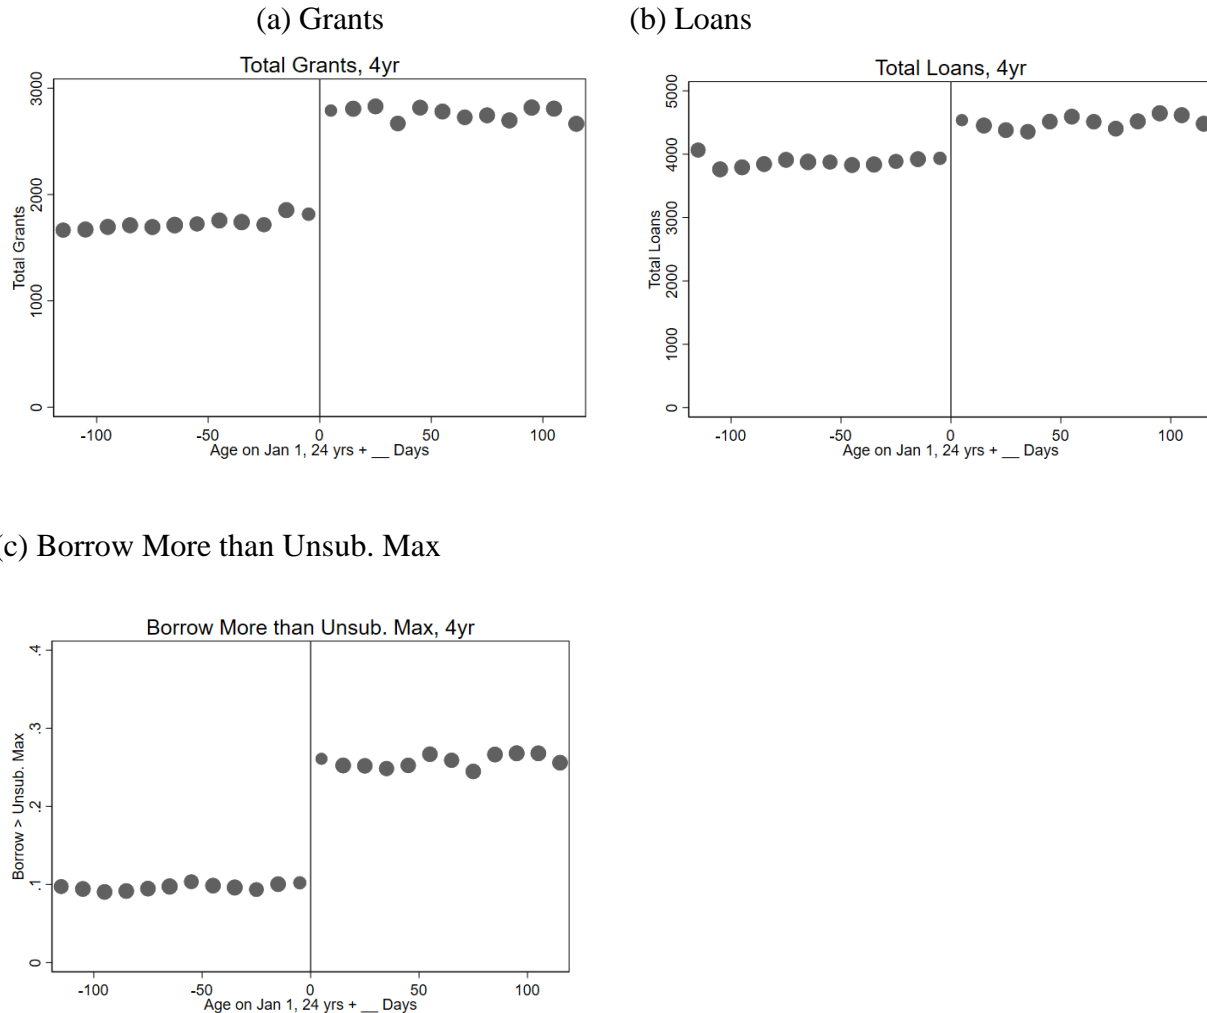 (a) Grants
(b) Loans
Total Grants, 4yr
Total Grants
3000
2000
1000
0
-100 -50 0 50 100
Age on Jan 1, 24 yrs + __ Days
Total Loans, 4yr
Total Loans
5000
4000
3000
2000
1000
0
-100 -50 0 50 100
Age on Jan 1, 24 yrs + __ Days
(c) Borrow More than Unsub. Max
Borrow More than Unsub. Max, 4yr
Borrow > Unsub. Max
.4
.3
.2
.1
0
-100 -50 0 50 100
Age on Jan 1, 24 yrs + __ Days